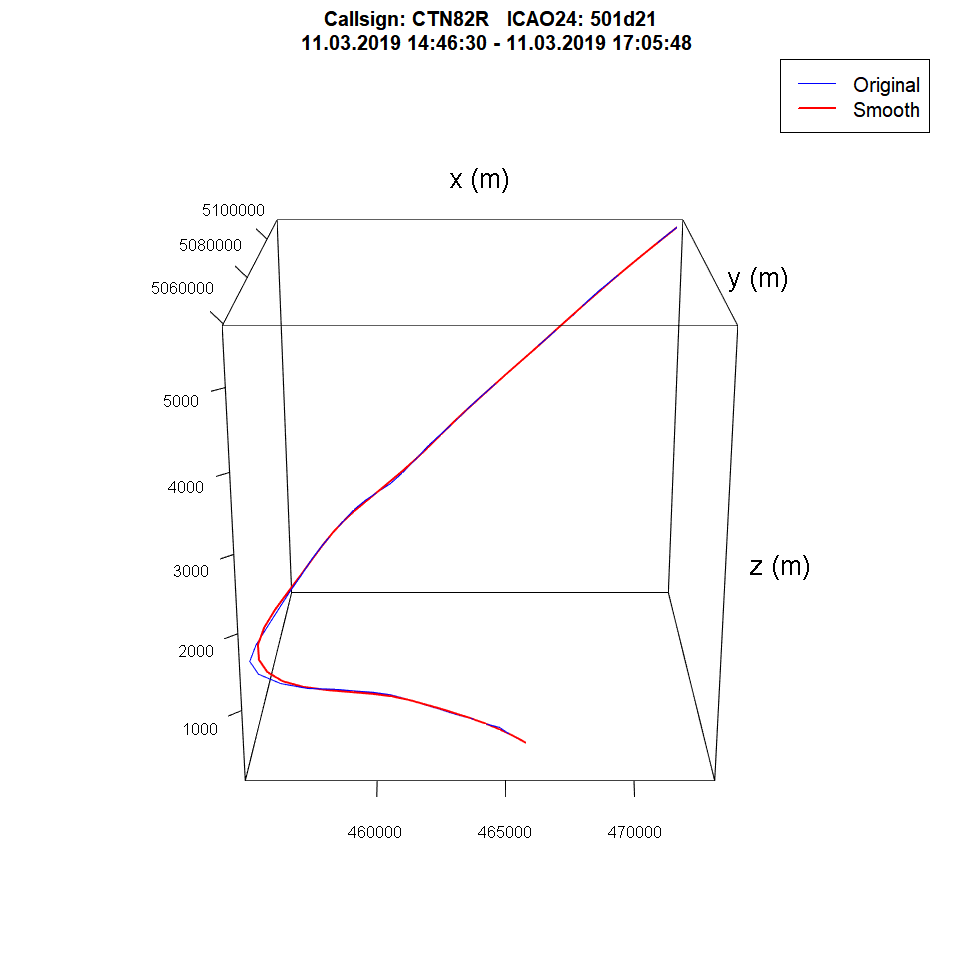 Callsign: CTN82R   ICAO24: 501d21
11.03.2019 14:46:30 - 11.03.2019 17:05:48
Original
Smooth
x (m)
5100000
5080000
5060000
y (m)
5000
4000
3000
z (m)
2000
1000
460000
465000
470000